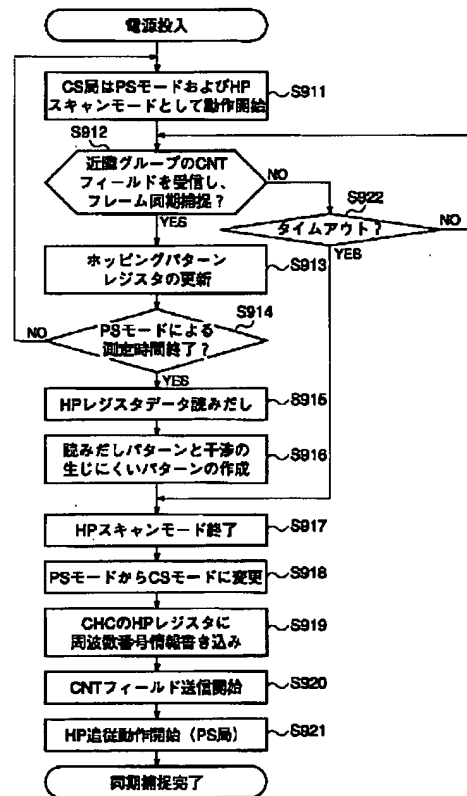 電源投入
CS局はPSモードおよびHP
スキャンモードとして動作開始
S911
S912
近隣グループのCNT
フィールドを受信し、
フレーム同期捕捉?
NO
YES
S922
タイムアウト?
NO
YES
ホッピングパターン
レジスタの更新
S913
S914
PSモードによる
測定時間終了?
NO
YES
HPレジスタデータ読みだし
S915
読みだしパターンと干渉の
生じにくいパターンの作成
S916
HPスキャンモード終了
S917
PSモードからCSモードに変更
S918
CHCのHPレジスタに
周波数番号情報書き込み
S919
CNTフィールド送信開始
S920
HP追従動作開始(PS局)
S921
同期捕捉完了